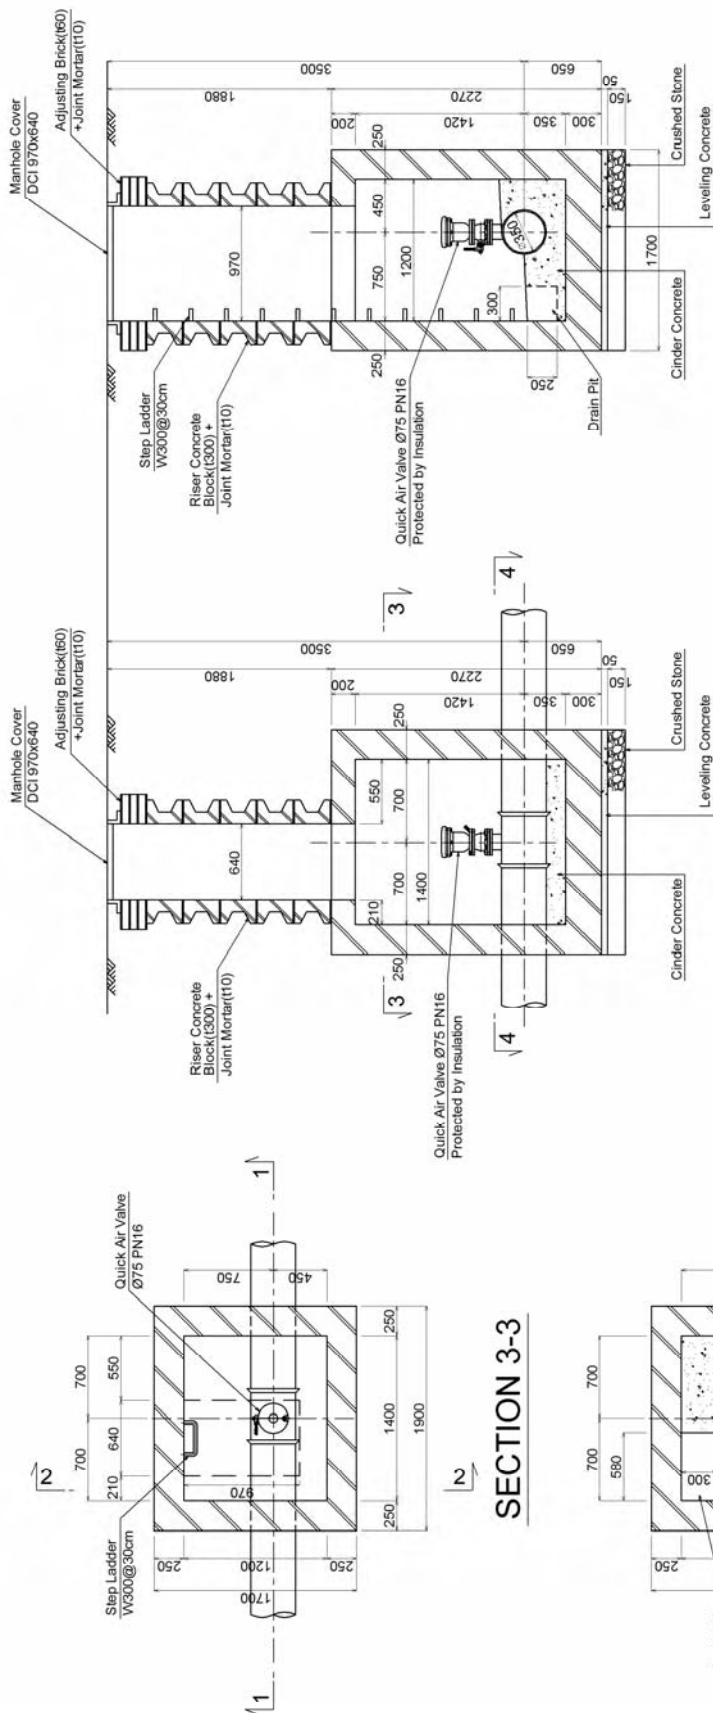 Manhole Cover
DCI 970x640
Adjusting Brick(t60)
+Joint Mortar(t10)
Step Ladder
W300@30cm
Riser Concrete
Block(t300) +
Joint Mortar(t10)
Quick Air Valve Ø75 PN16
Protected by Insulation
Drain Pit
Cinder Concrete
Crushed Stone
Leveling Concrete
3500
650
1880
2270
50
150
200
1420
350
300
250
450
750
1200
970
300
250
250
1700
ø350
Manhole Cover
DCI 970x640
Adjusting Brick(t60)
+Joint Mortar(t10)
Riser Concrete
Block(t300) +
Joint Mortar(t10)
Quick Air Valve Ø75 PN16
Protected by Insulation
Cinder Concrete
Crushed Stone
Leveling Concrete
3500
650
1880
2270
50
150
200
1420
350
300
250
550
700
640
700
1400
210
250
3
3
4
4
Quick Air Valve
Ø75 PN16
Step Ladder
W300@30cm
1
1
2
2
700
700
550
640
210
750
450
970
250
1400
250
1900
250
1200
250
1700
SECTION 3-3
700
700
580
300
250